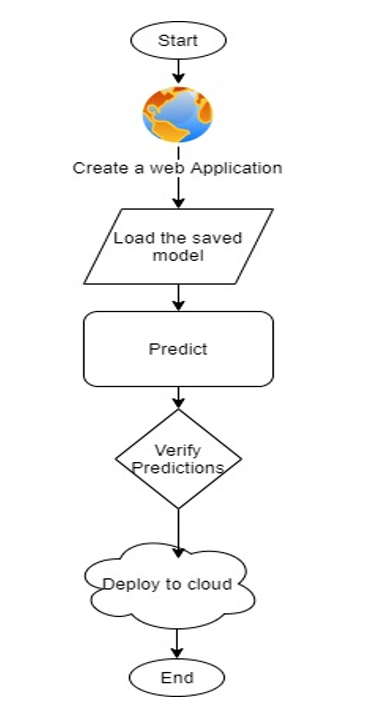 Start
Create a web Application
Load the saved
model
Predict
Verify
Predictions
Deploy to cloud
End